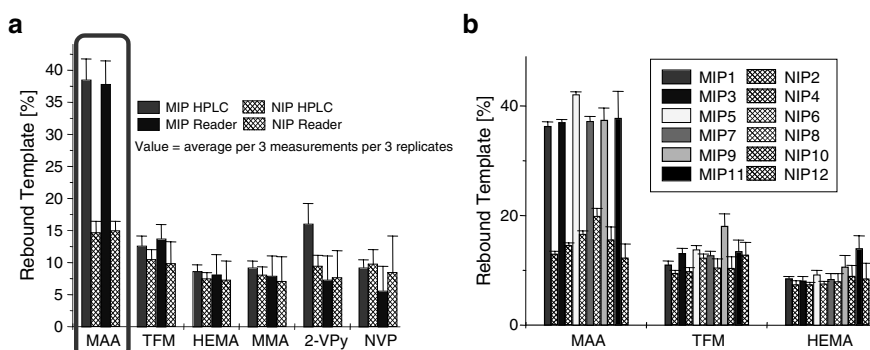 a
Rebound Template [%]
40
35
30
25
20
15
10
5
0
MIP HPLC
NIP HPLC
MIP Reader
NIP Reader
Value = average per 3 measurements per 3 replicates
MAA
TFM
HEMA
MMA
2-VPy
NVP
b
Rebound Template [%]
40
20
0
MIP1
NIP2
MIP3
NIP4
MIP5
NIP6
MIP7
NIP8
MIP9
NIP10
MIP11
NIP12
MAA
TFM
HEMA